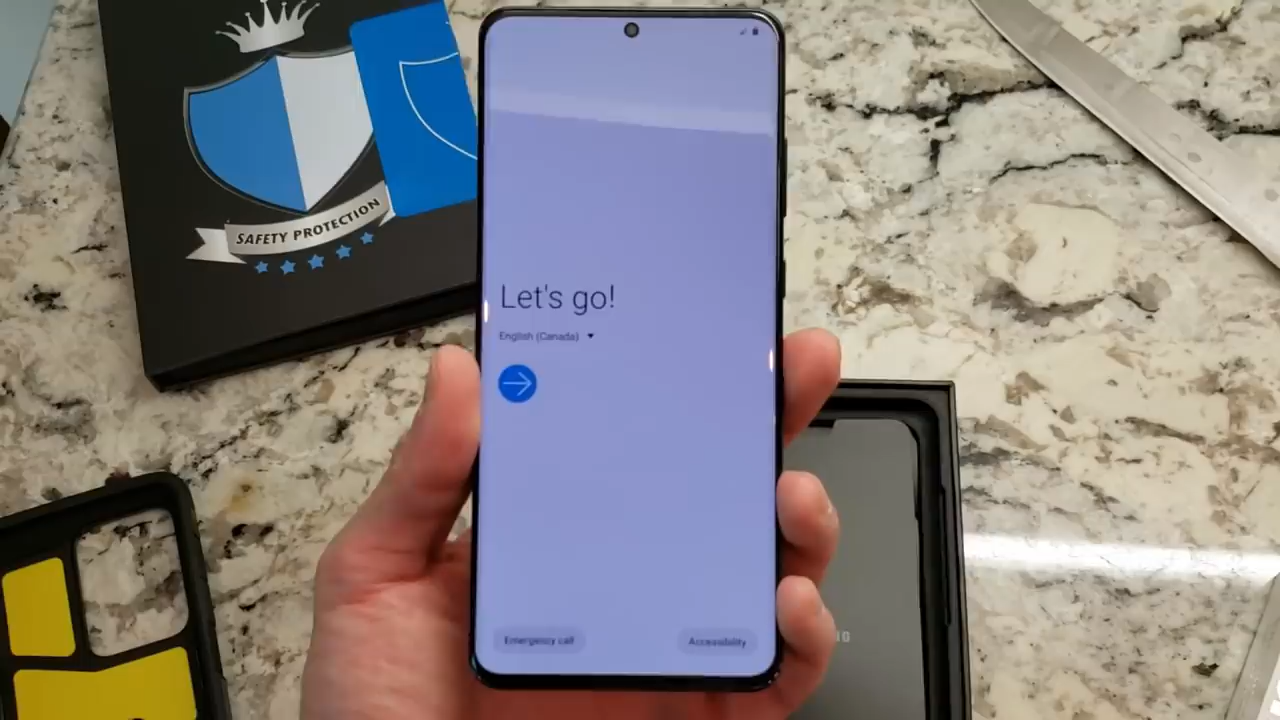 SAFETY PROTECTION
Let's go!
English (Canada)
Emergency call
Accessibility